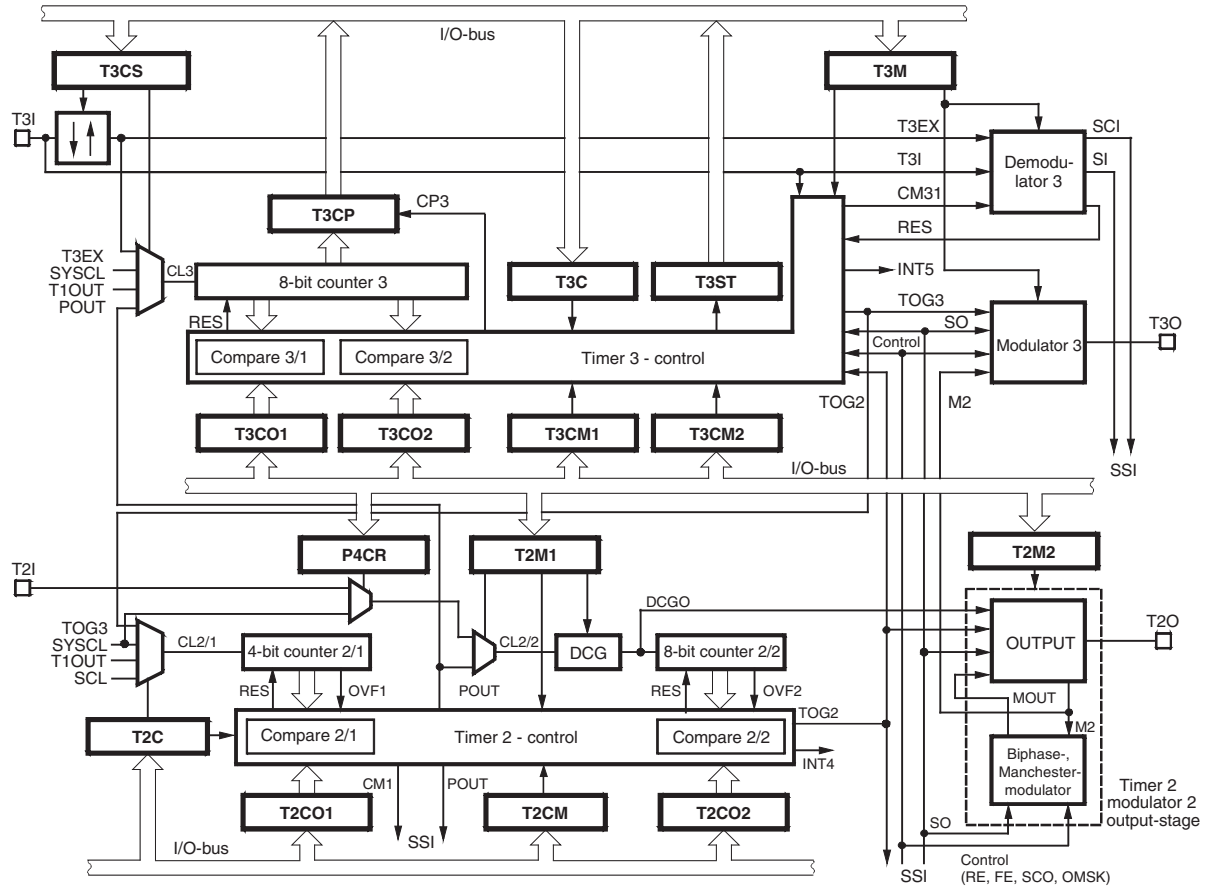 I/O-bus
T3CS
T3M
T3I
T3EX
SCI
T3I
SI
Demodu-
lator 3
CM31
T3CP
CP3
RES
T3EX
SYSCL
T1OUT
POUT
CL3
8-bit counter 3
T3C
T3ST
INT5
RES
TOG3
SO
Compare 3/1
Compare 3/2
Timer 3 - control
Control
Modulator 3
T3O
TOG2
M2
T3CO1
T3CO2
T3CM1
T3CM2
I/O-bus
SSI
P4CR
T2M1
T2M2
T2I
DCGO
TOG3
SYSCL
T1OUT
SCL
CL2/1
4-bit counter 2/1
CL2/2
DCG
8-bit counter 2/2
OUTPUT
T2O
RES
OVF1
POUT
RES
OVF2
MOUT
TOG2
M2
T2C
Compare 2/1
Timer 2 - control
Compare 2/2
INT4
Biphase-,
Manchester-
modulator
CM1
POUT
Timer 2
modulator 2
output-stage
T2CO1
T2CM
T2CO2
SSI
SO
I/O-bus
SSI
Control
(RE, FE, SCO, OMSK)